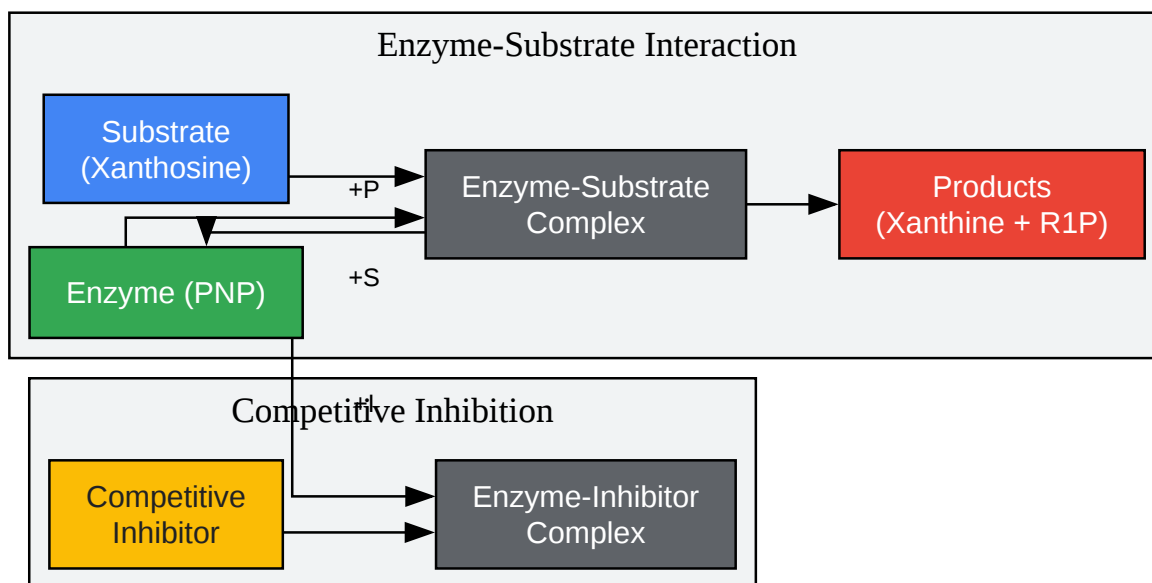 Enzyme-Substrate Interaction
Substrate
(Xanthosine)
+P
Enzyme-Substrate
Complex
Products
(Xanthine + R1P)
Enzyme (PNP)
+S
+I
Competitive Inhibition
Competitive
Inhibitor
Enzyme-Inhibitor
Complex